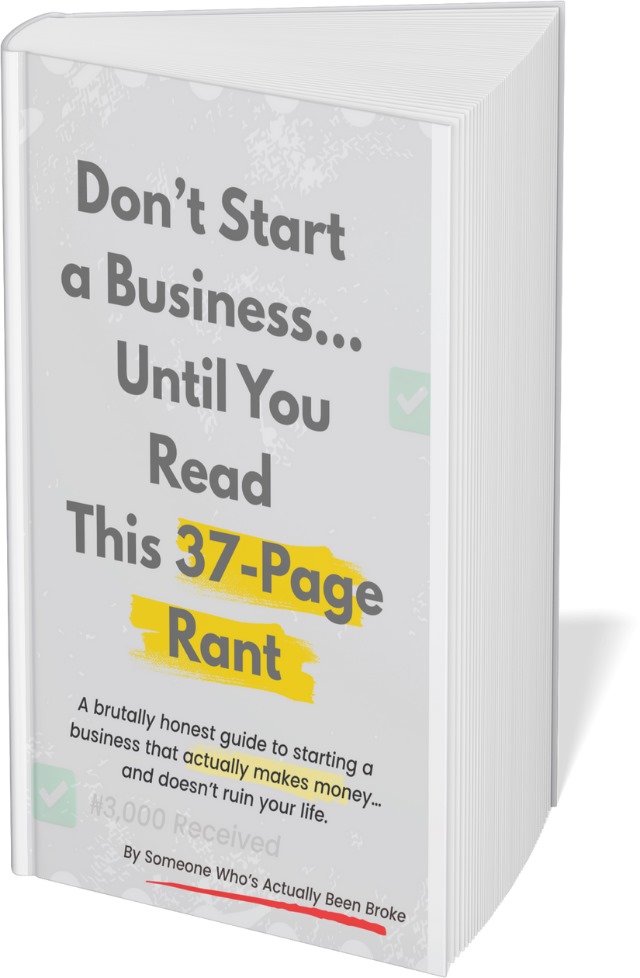 Don’t Start
a Business...
Until You
Read
This 37-Page
Rant
A brutally honest guide to starting a
business that actually makes money...
and doesn’t ruin your life.
₦3,000 Received
By Someone Who’s Actually Been Broke